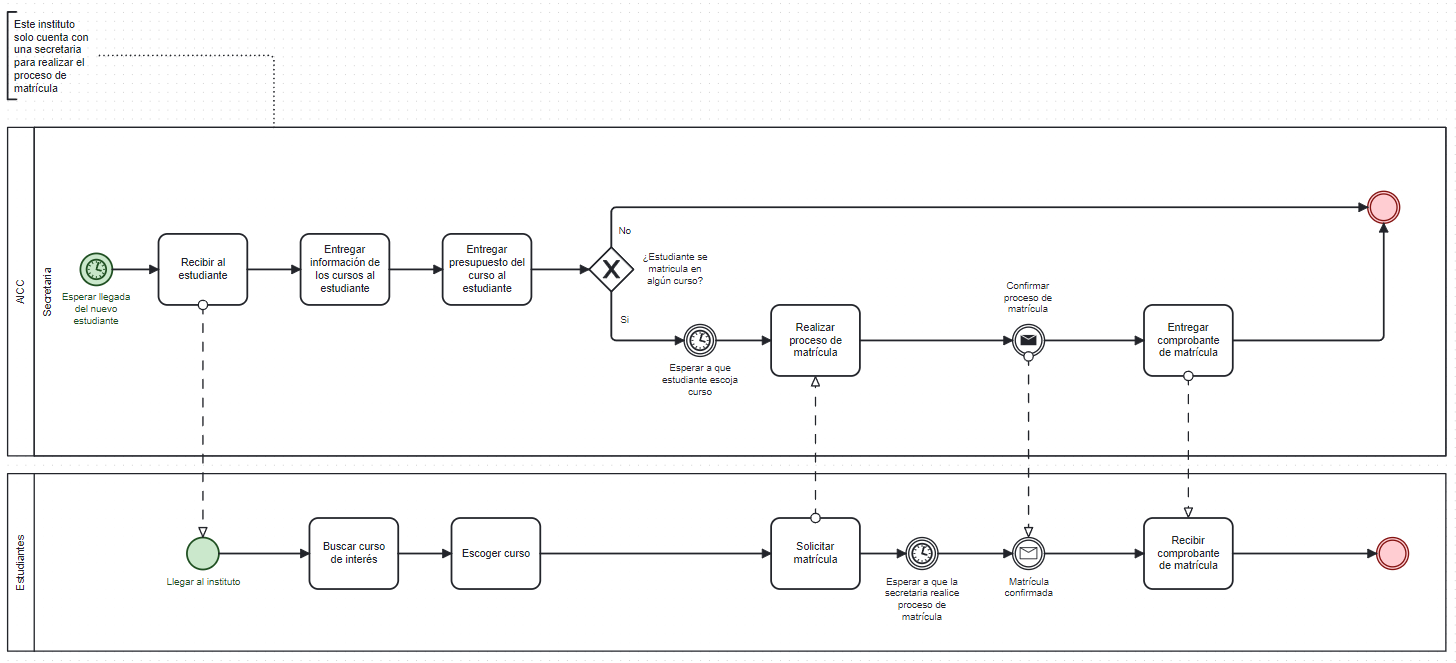 Este instituto
solo cuenta con
una secretaria
para realizar el
proceso de
matrícula
AICC
Secretaria
Esperar llegada
del nuevo
estudiante
Recibir al
estudiante
Entregar
información de
los cursos al
estudiante
Entregar
presupuesto del
curso al
estudiante
No
¿Estudiante se
matricula en
algún curso?
Si
Esperar a que
estudiante escoja
curso
Realizar
proceso de
matrícula
Confirmar
proceso de
matrícula
Entregar
comprobante
de matrícula
Estudiantes
Llegar al instituto
Buscar curso
de interés
Escoger curso
Solicitar
matrícula
Esperar a que la
secretaria realice
proceso de
matrícula
Matrícula
confirmada
Recibir
comprobante
de matrícula